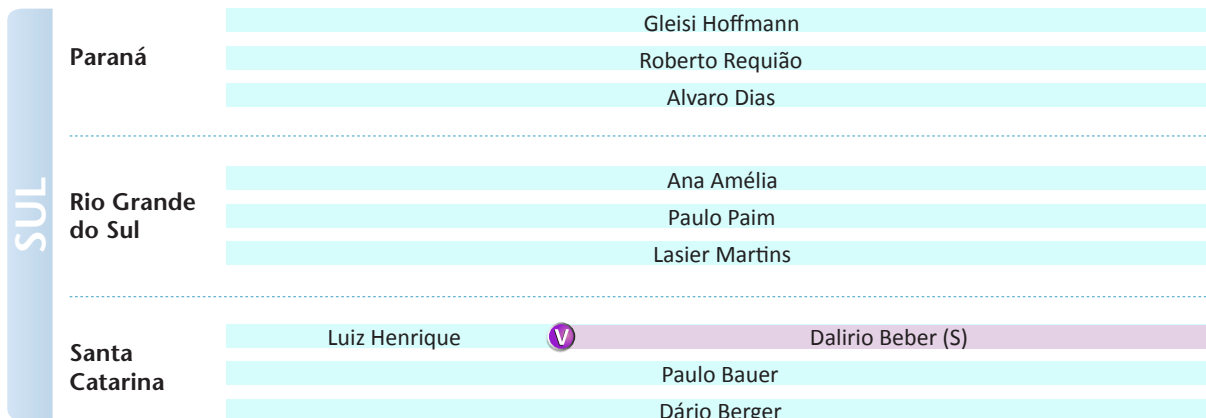 SUL
Paraná
Gleisi Hoffmann
Roberto Requião
Alvaro Dias
Rio Grande
do Sul
Ana Amélia
Paulo Paim
Lasier Martins
Santa
Catarina
Luiz Henrique V Dalirio Beber (S)
Paulo Bauer
Dário Berger